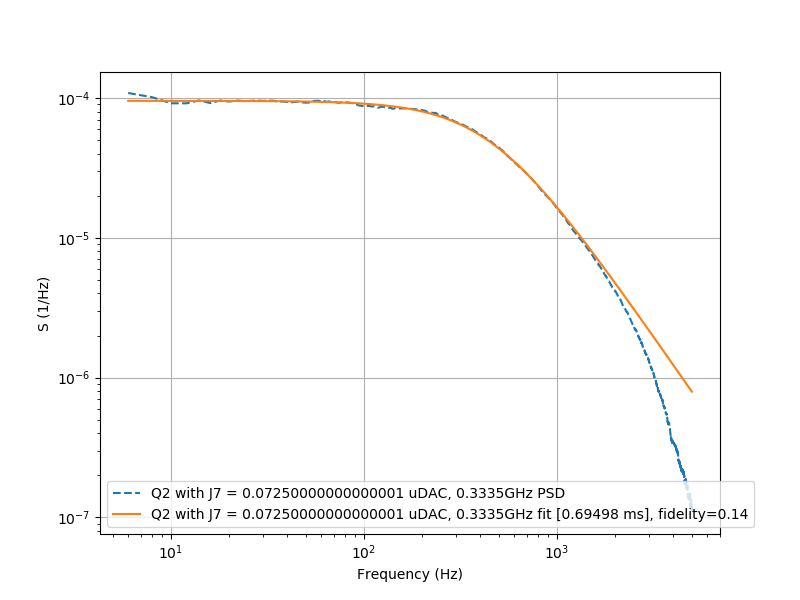 10⁻⁴
10⁻⁵
10⁻⁶
10⁻⁷
S (1/Hz)
Q2 with J7 = 0.07250000000000001 uDAC, 0.3335GHz PSD
Q2 with J7 = 0.07250000000000001 uDAC, 0.3335GHz fit [0.69498 ms], fidelity=0.14
10¹ 10² 10³
Frequency (Hz)